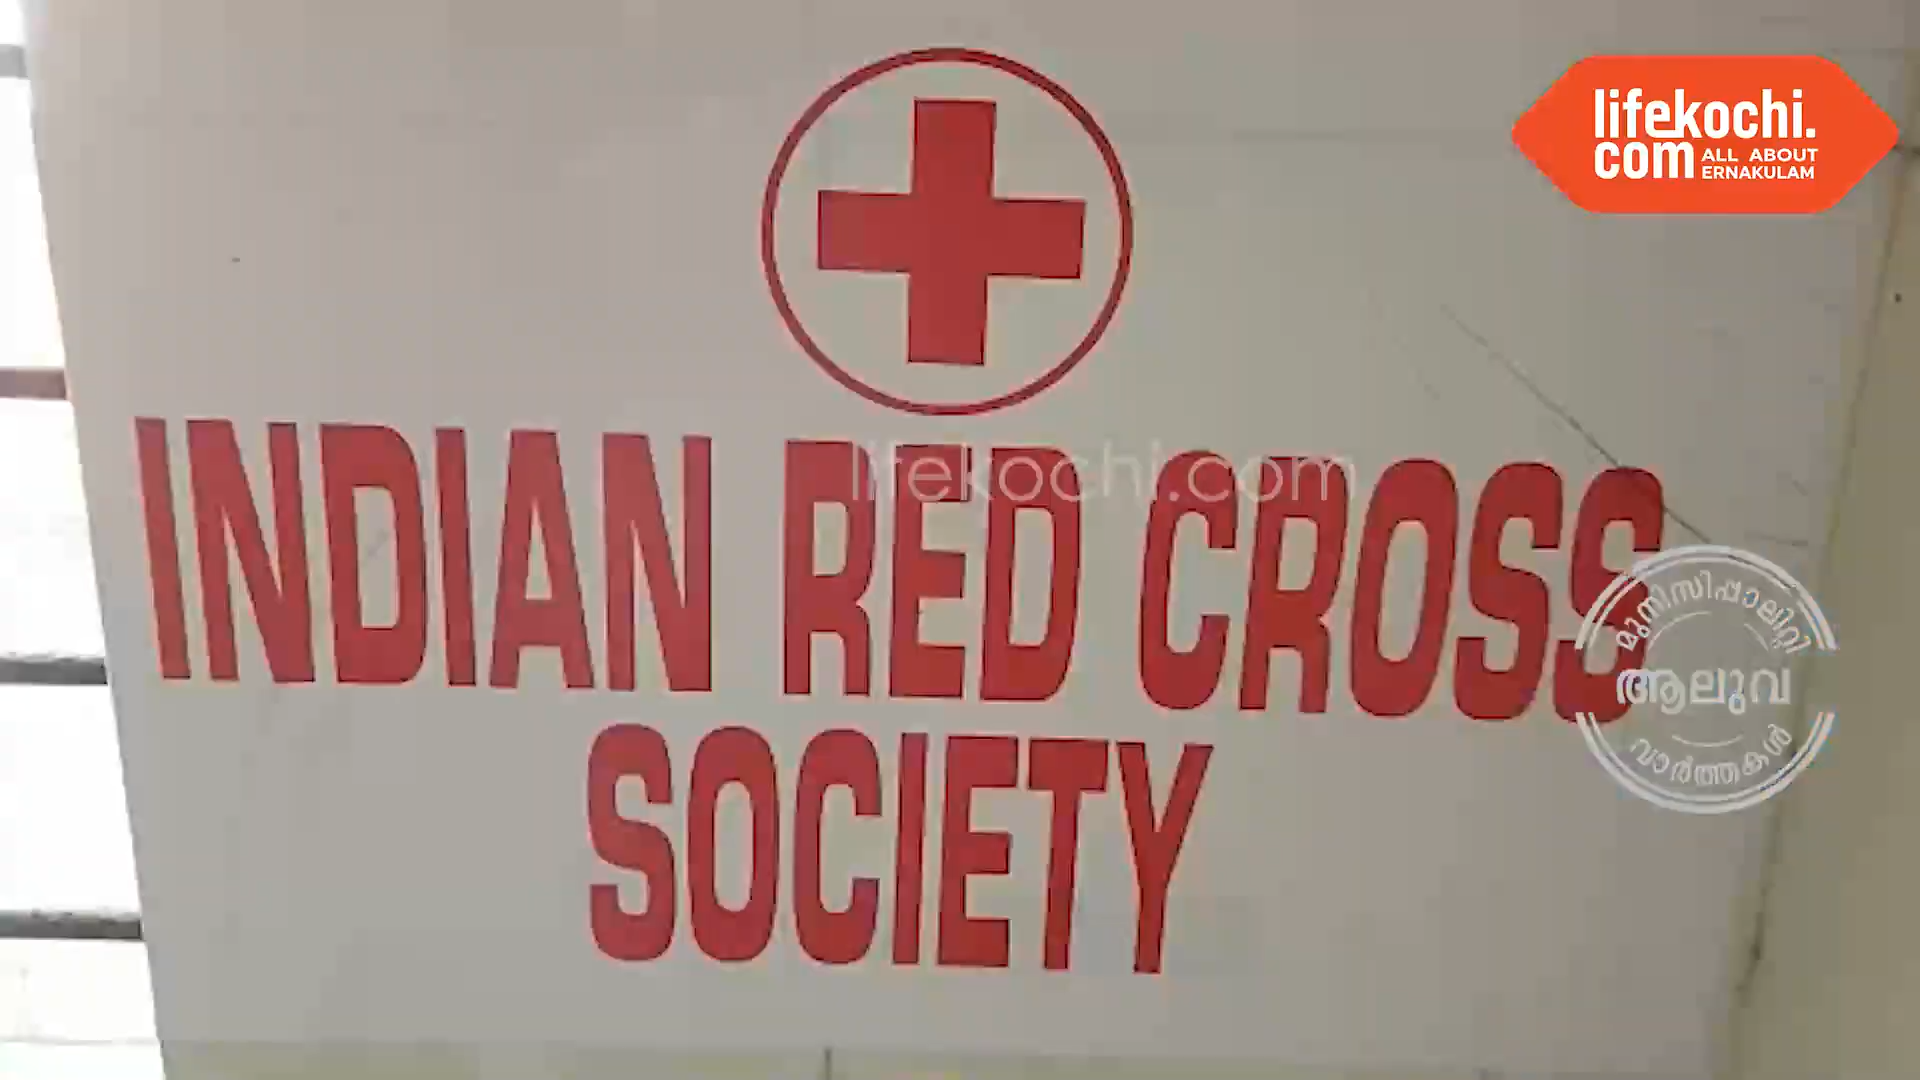 lifekochi.
com ALL ABOUT
ERNAKULAM
INDIAN RED CROSS
lifekochi.com
SOCIETY
മുനിസിപ്പാലിറ്റി
ആലുവ
വാർത്തകൾ